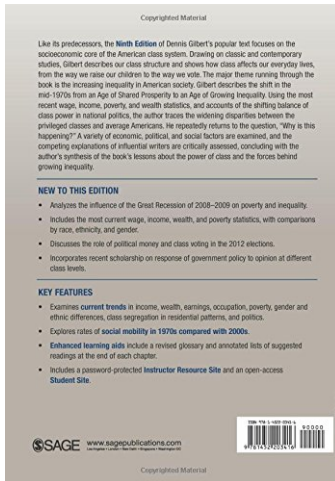 Copyrighted Material
Like its predecessors, the Ninth Edition of Dennis Gilbert's popular text focuses on the
socioeconomic core of the American class system. Drawing on classic and contemporary
studies, Gilbert describes our class structure and shows how class affects our everyday lives,
from the way we raise our children to the way we vote. The major theme running through
the book is the increasing inequality in American society. Gilbert describes the shift in the
mid-1970s from an Age of Shared Prosperity to an Age of Growing Inequality. Using the most
recent wage, income, poverty, and wealth statistics, and accounts of the shifting balance of
class power in national politics, the author traces the widening disparities between the
privileged classes and average Americans. He repeatedly returns to the question, "Why is this
happening?" A variety of economic, political, and social factors are examined, and the
competing explanations of influential writers are critically assessed, concluding with the
author's synthesis of the book's lessons about the power of class and the forces behind
growing inequality.
NEW TO THIS EDITION
• Analyzes the influence of the Great Recession of 2008–2009 on poverty and inequality.
• Includes the most current wage, income, wealth, and poverty statistics, with comparisons
by race, ethnicity, and gender.
• Discusses the role of political money and class voting in the 2012 elections.
• Incorporates recent scholarship on response of government policy to opinion at different
class levels.
KEY FEATURES
• Examines current trends in income, wealth, earnings, occupation, poverty, gender and
ethnic differences, class segregation in residential patterns, and politics.
• Explores rates of social mobility in 1970s compared with 2000s.
• Enhanced learning aids include a revised glossary and annotated lists of suggested
readings at the end of each chapter.
• Includes a password-protected Instructor Resource Site and an open-access
Student Site.
90000
9781452203416
SAGE www.sagepublications.com
Copyrighted Material